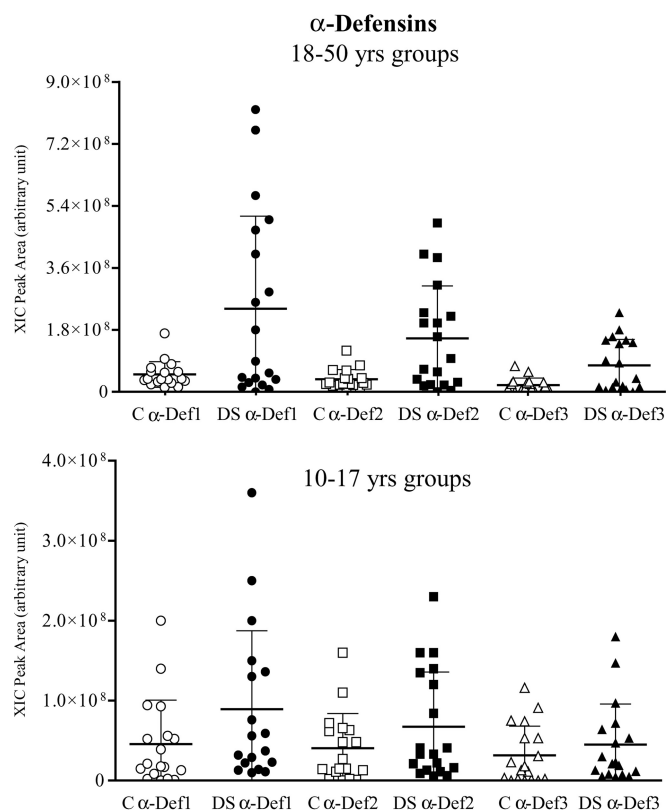 α-Defensins
18-50 yrs groups
XIC Peak Area (arbitrary unit)
9.0×10⁸
7.2×10⁸
5.4×10⁸
3.6×10⁸
1.8×10⁸
0
C α-Def1 DS α-Def1 C α-Def2 DS α-Def2 C α-Def3 DS α-Def3
10-17 yrs groups
XIC Peak Area (arbitrary unit)
4.0×10⁸
3.0×10⁸
2.0×10⁸
1.0×10⁸
0
C α-Def1 DS α-Def1 C α-Def2 DS α-Def2 C α-Def3 DS α-Def3